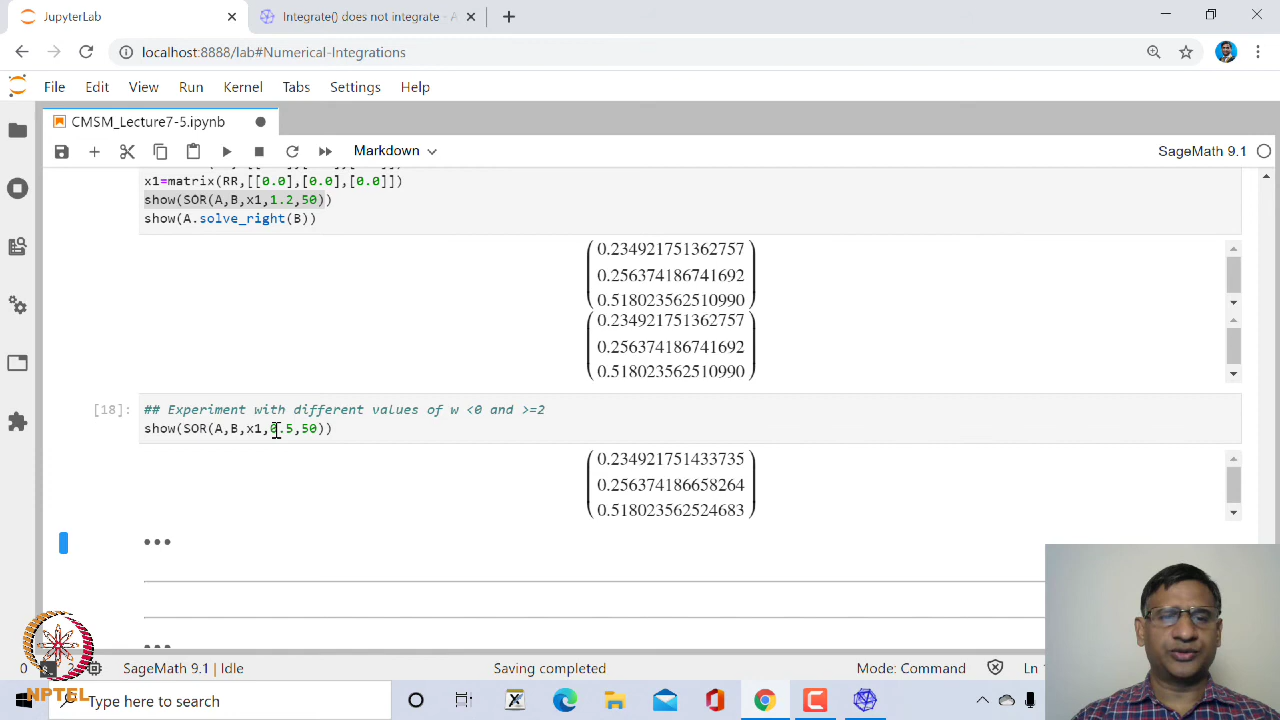 JupyterLab
Integrate() does not integrate - A
localhost:8888/lab#Numerical-Integrations
File Edit View Run Kernel Tabs Settings Help
CMSM_Lecture7-5.ipynb
Markdown
SageMath 9.1
x1=matrix(RR,[[0.0],[0.0],[0.0]])
show(SOR(A,B,x1,1.2,50))
show(A.solve_right(B))
0.234921751362757
0.256374186741692
0.518023562510990
0.234921751362757
0.256374186741692
0.518023562510990
[18]:
## Experiment with different values of w <0 and >=2
show(SOR(A,B,x1,0.5,50))
0.234921751433735
0.256374186658264
0.518023562524683
•••
0
SageMath 9.1 | Idle
Saving completed
Mode: Command
Ln 1
NPTEL
Type here to search